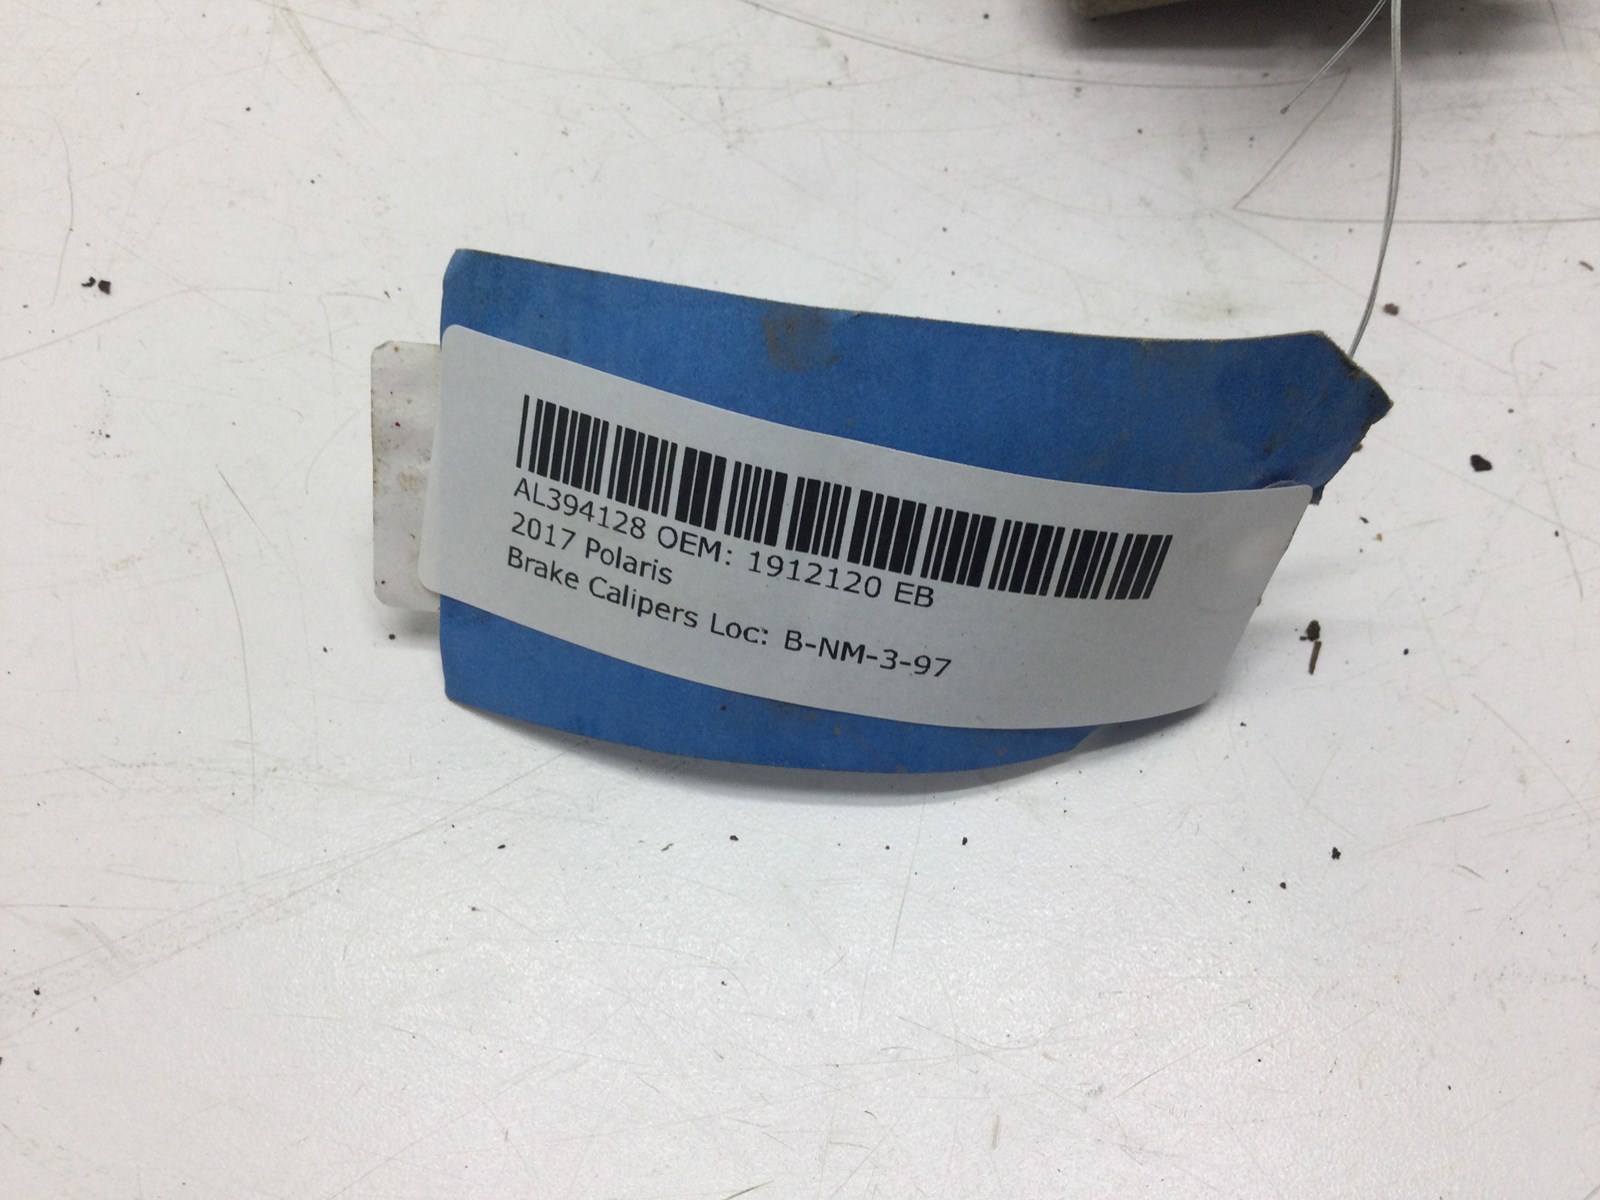 AL394128 OEM: 1912120 EB
2017 Polaris
Brake Calipers Loc: B-NM-3-97